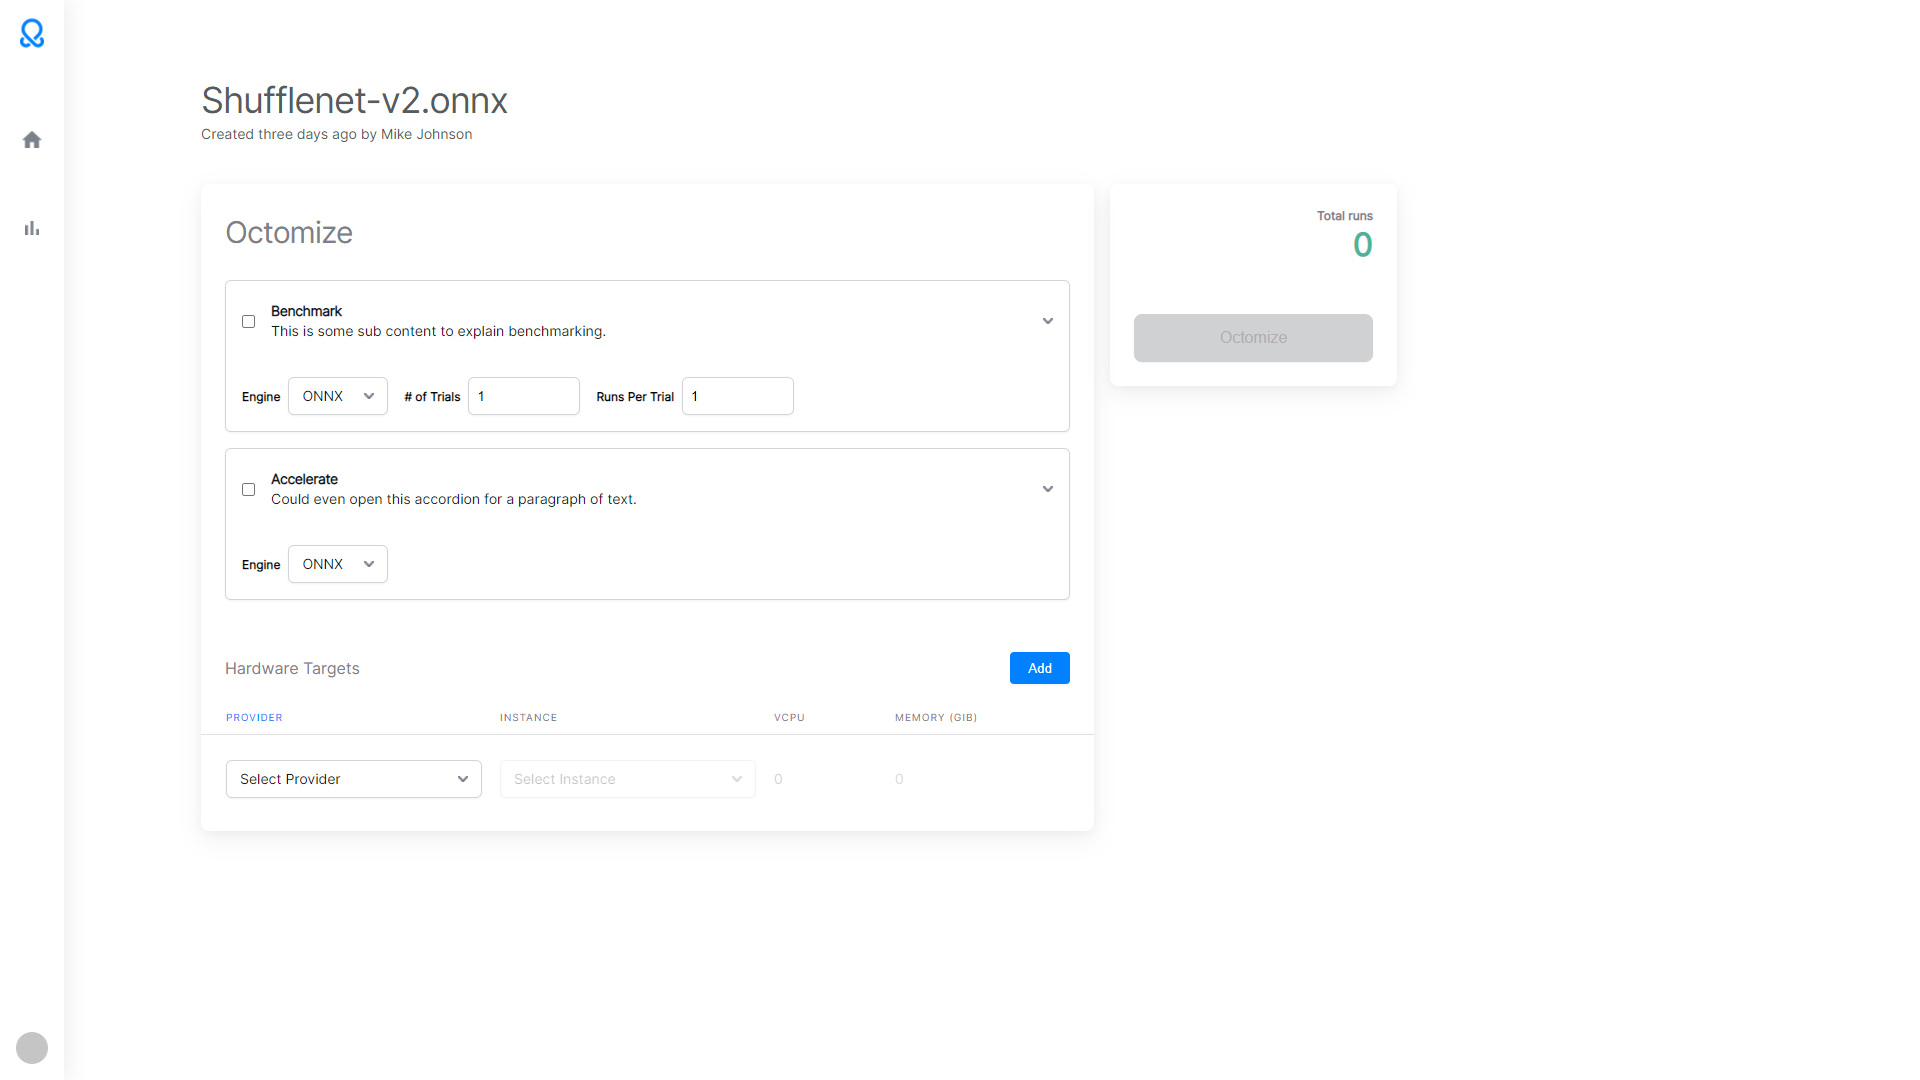 Shufflenet-v2.onnx
Created three days ago by Mike Johnson
Octomize
Benchmark
This is some sub content to explain benchmarking.
Engine ONNX # of Trials 1 Runs Per Trial 1
Accelerate
Could even open this accordion for a paragraph of text.
Engine ONNX
Hardware Targets Add
PROVIDER INSTANCE VCPU MEMORY (GIB)
Select Provider Select Instance 0 0
Total runs
0
Octomize